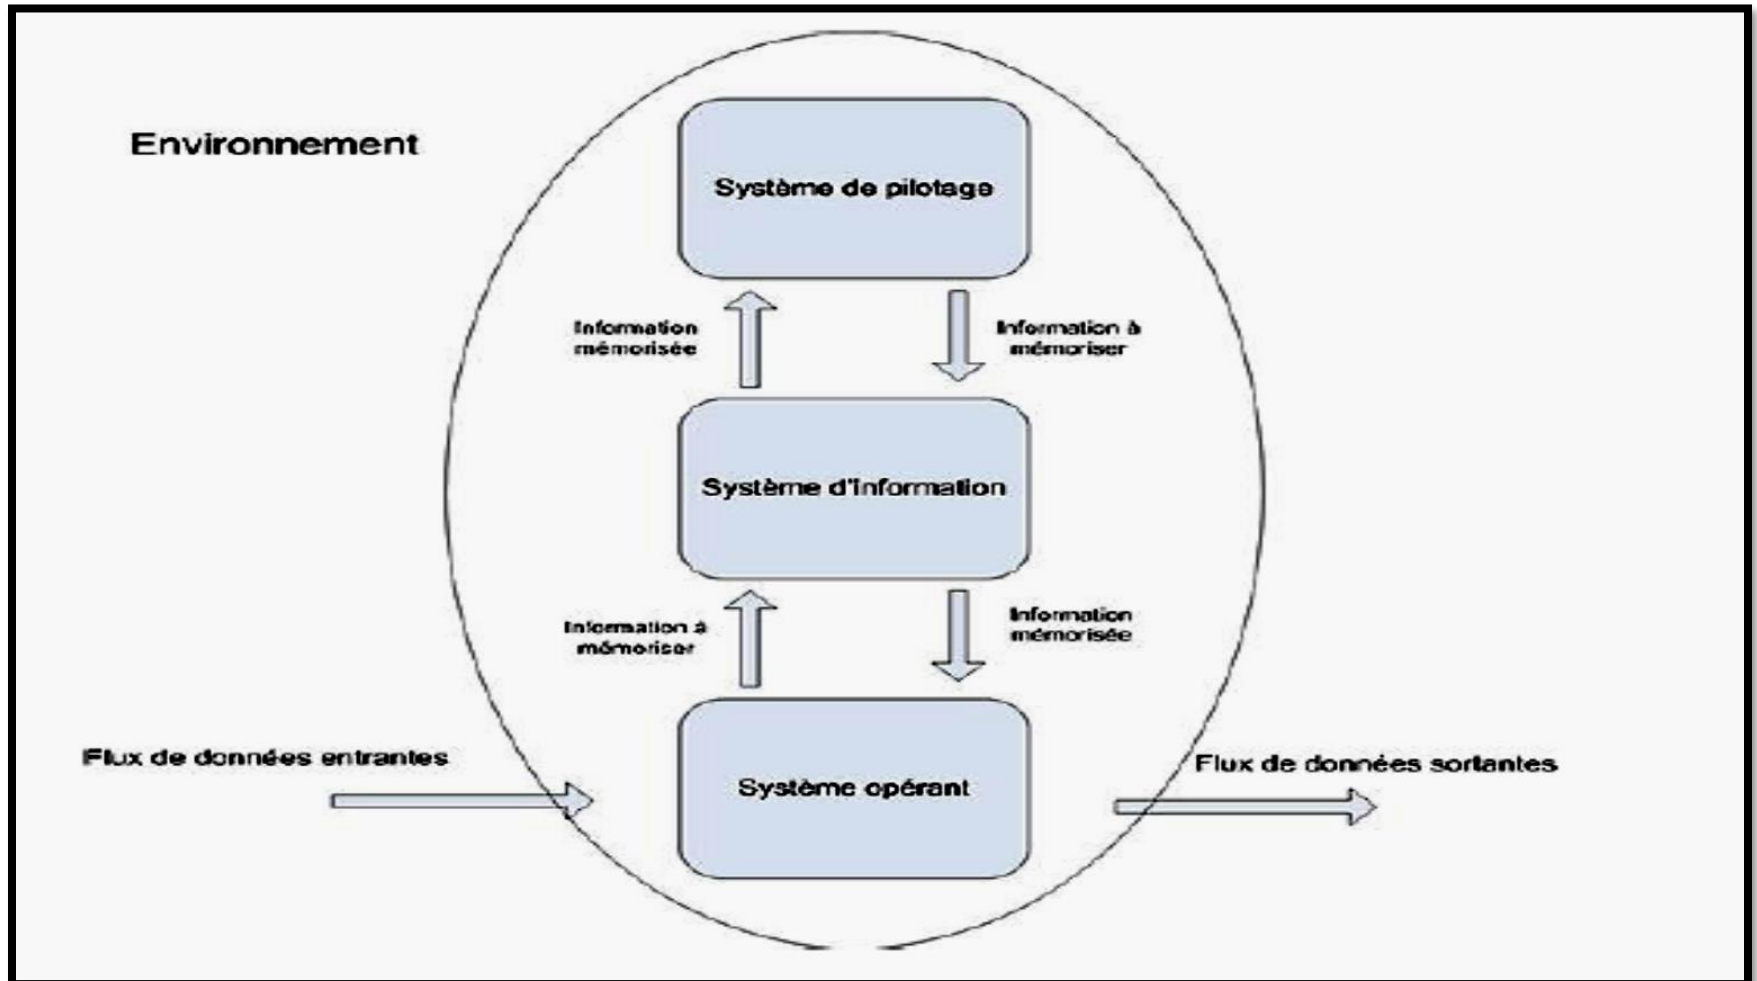 Environnement
Système de pilotage
Information
mémorisée
Information à
mémoriser
Système d'information
Information à
mémoriser
Information
mémorisée
Flux de données entrantes
Système opérant
Flux de données sortantes